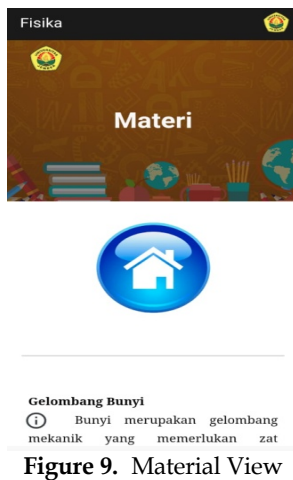 Fisika
Materi
Gelombang Bunyi
Bunyi merupakan gelombang
mekanik yang memerlukan zat
Figure 9. Material View